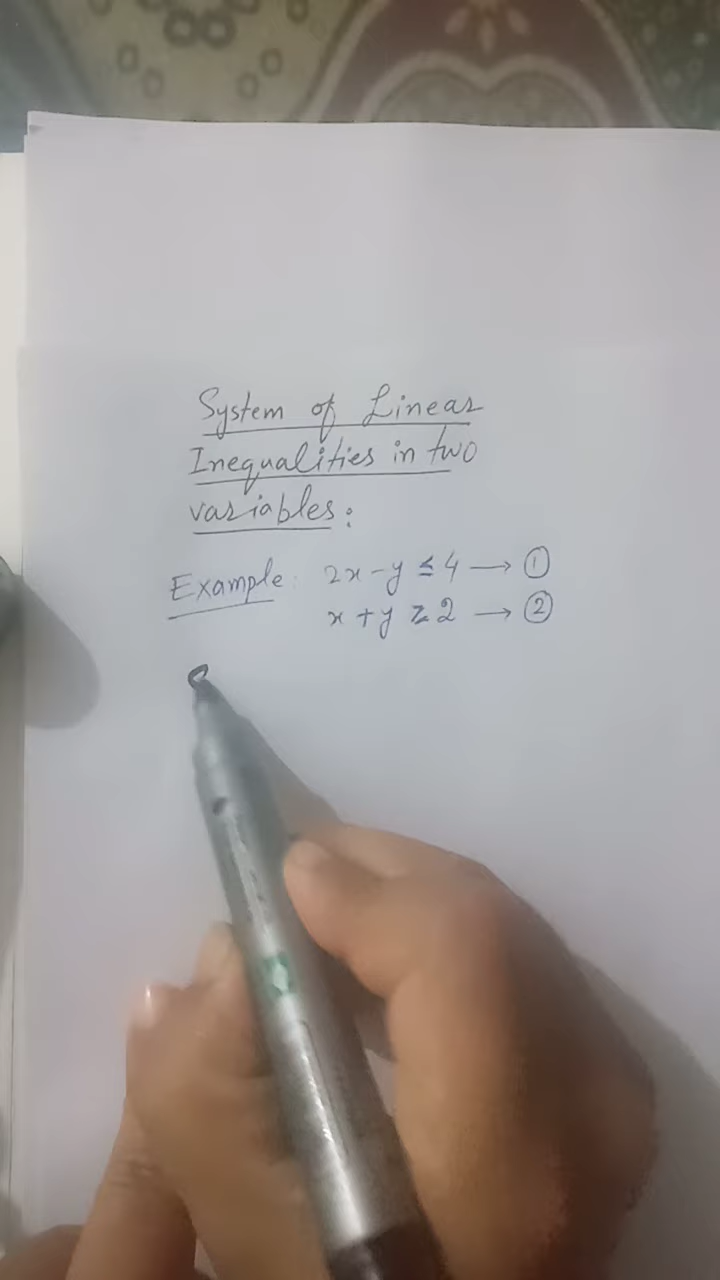 System of Linear
Inequalities in two
variables:
Example: 2x-y ≤ 4 → ①
x+y ≥ 2 → ②